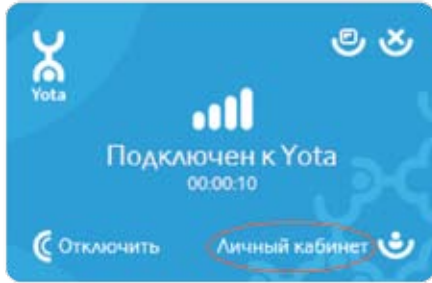 Yota
Подключен к Yota
00:00:10
Отключить
Личный кабинет